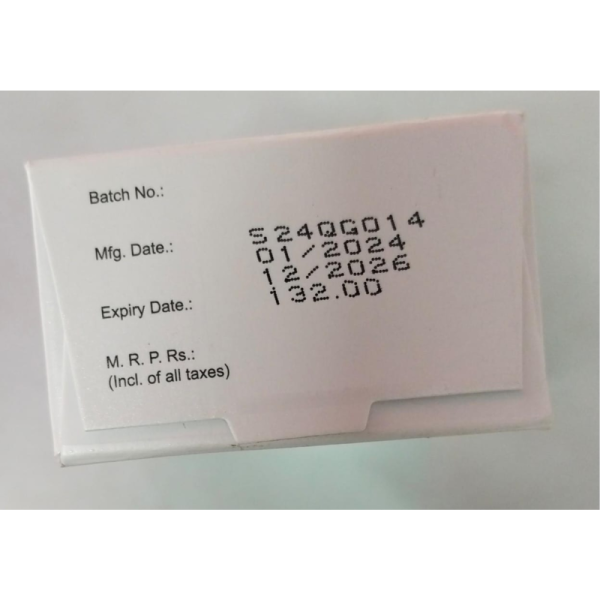 Batch No.:
Mfg. Date.:
Expiry Date.:
M. R. P. Rs.:
(Incl. of all taxes)
S24QG014
01/2024
12/2026
132.00